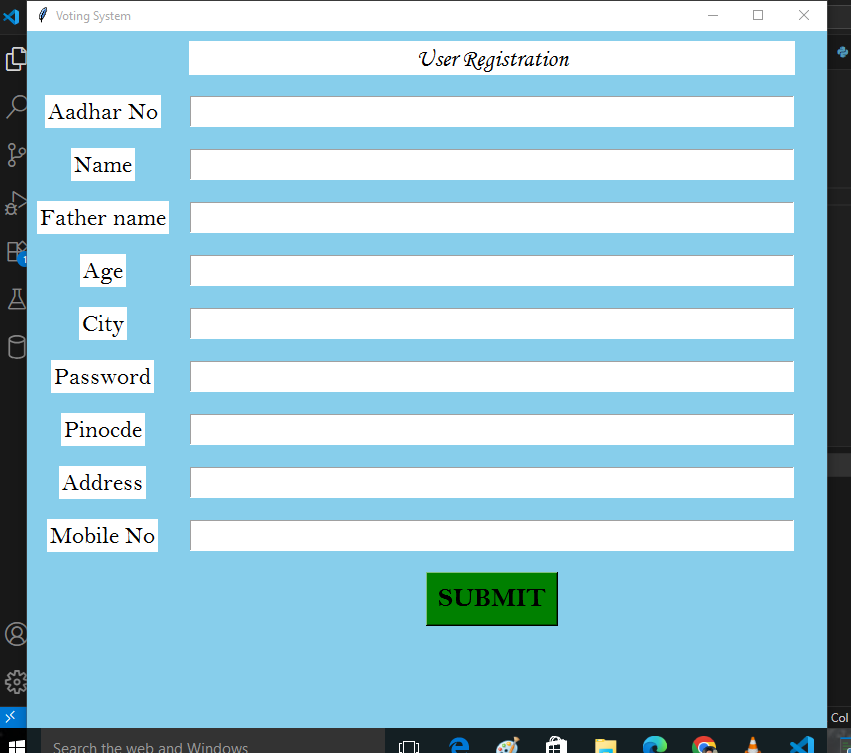 Voting System
User Registration
Aadhar No
Name
Father name
Age
City
Password
Pinocde
Address
Mobile No
SUBMIT
1
Col
Search the web and Windows